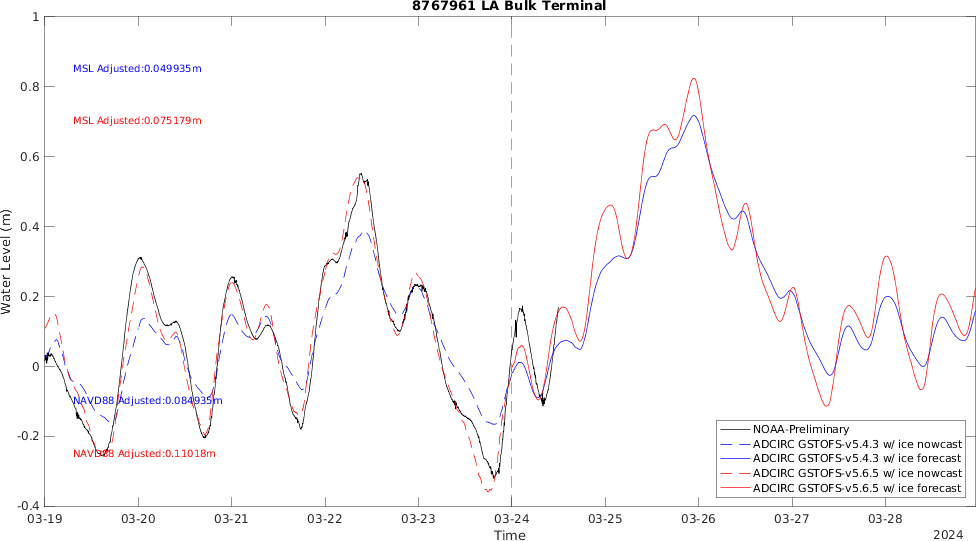 8767961 LA Bulk Terminal
1
MSL Adjusted:0.049935m
0.8
MSL Adjusted:0.075179m
0.6
0.4
Water Level (m)
0.2
0
NAVD88 Adjusted:0.084935m
-0.2
NAVD88 Adjusted:0.11018m
-0.4
NOAA-Preliminary
ADCIRC GSTOFS-v5.4.3 w/ ice nowcast
ADCIRC GSTOFS-v5.4.3 w/ ice forecast
ADCIRC GSTOFS-v5.6.5 w/ ice nowcast
ADCIRC GSTOFS-v5.6.5 w/ ice forecast
03-19 03-20 03-21 03-22 03-23 03-24 03-25 03-26 03-27 03-28
Time
2024